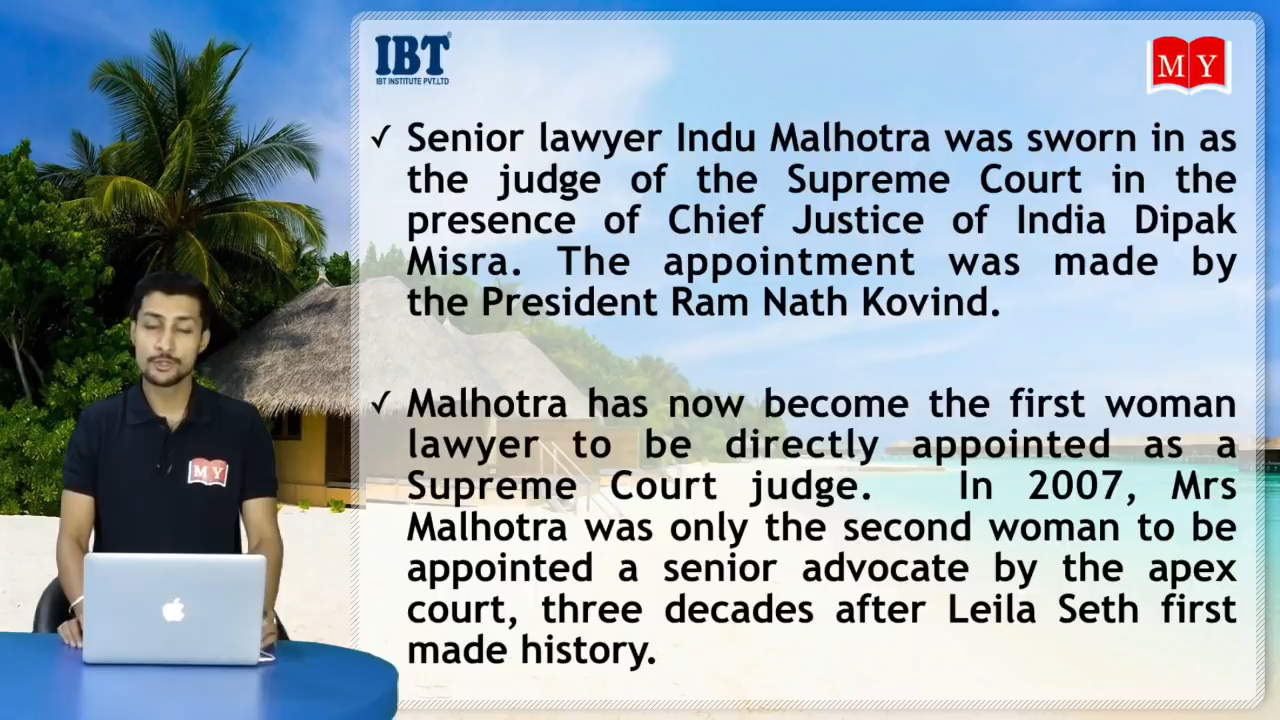 IBT
IBT INSTITUTE PVT.LTD
M Y
✓ Senior lawyer Indu Malhotra was sworn in as
the judge of the Supreme Court in the
presence of Chief Justice of India Dipak
Misra. The appointment was made by
the President Ram Nath Kovind.
✓ Malhotra has now become the first woman
lawyer to be directly appointed as a
Supreme Court judge. In 2007, Mrs
Malhotra was only the second woman to be
appointed a senior advocate by the apex
court, three decades after Leila Seth first
made history.
M Y